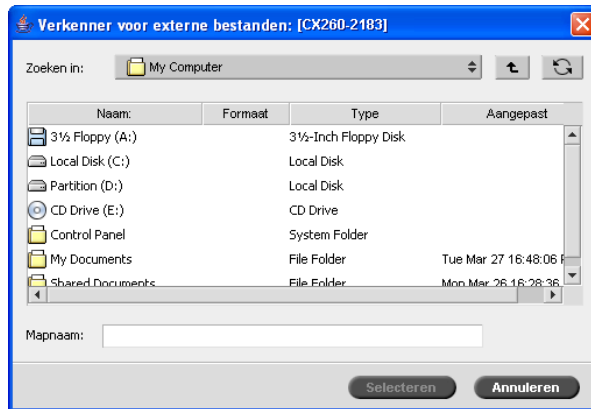 Verkenner voor externe bestanden: [CX260-2183]
Zoeken in: My Computer
Naam: Formaat Type Aangepast
3½ Floppy (A:) 3½-Inch Floppy Disk
Local Disk (C:) Local Disk
Partition (D:) Local Disk
CD Drive (E:) CD Drive
Control Panel System Folder
My Documents File Folder Tue Mar 27 16:48:06
Shared Documents File Folder Mon Mar 26 16:28:36
Mapnaam:
Selecteren Annuleren